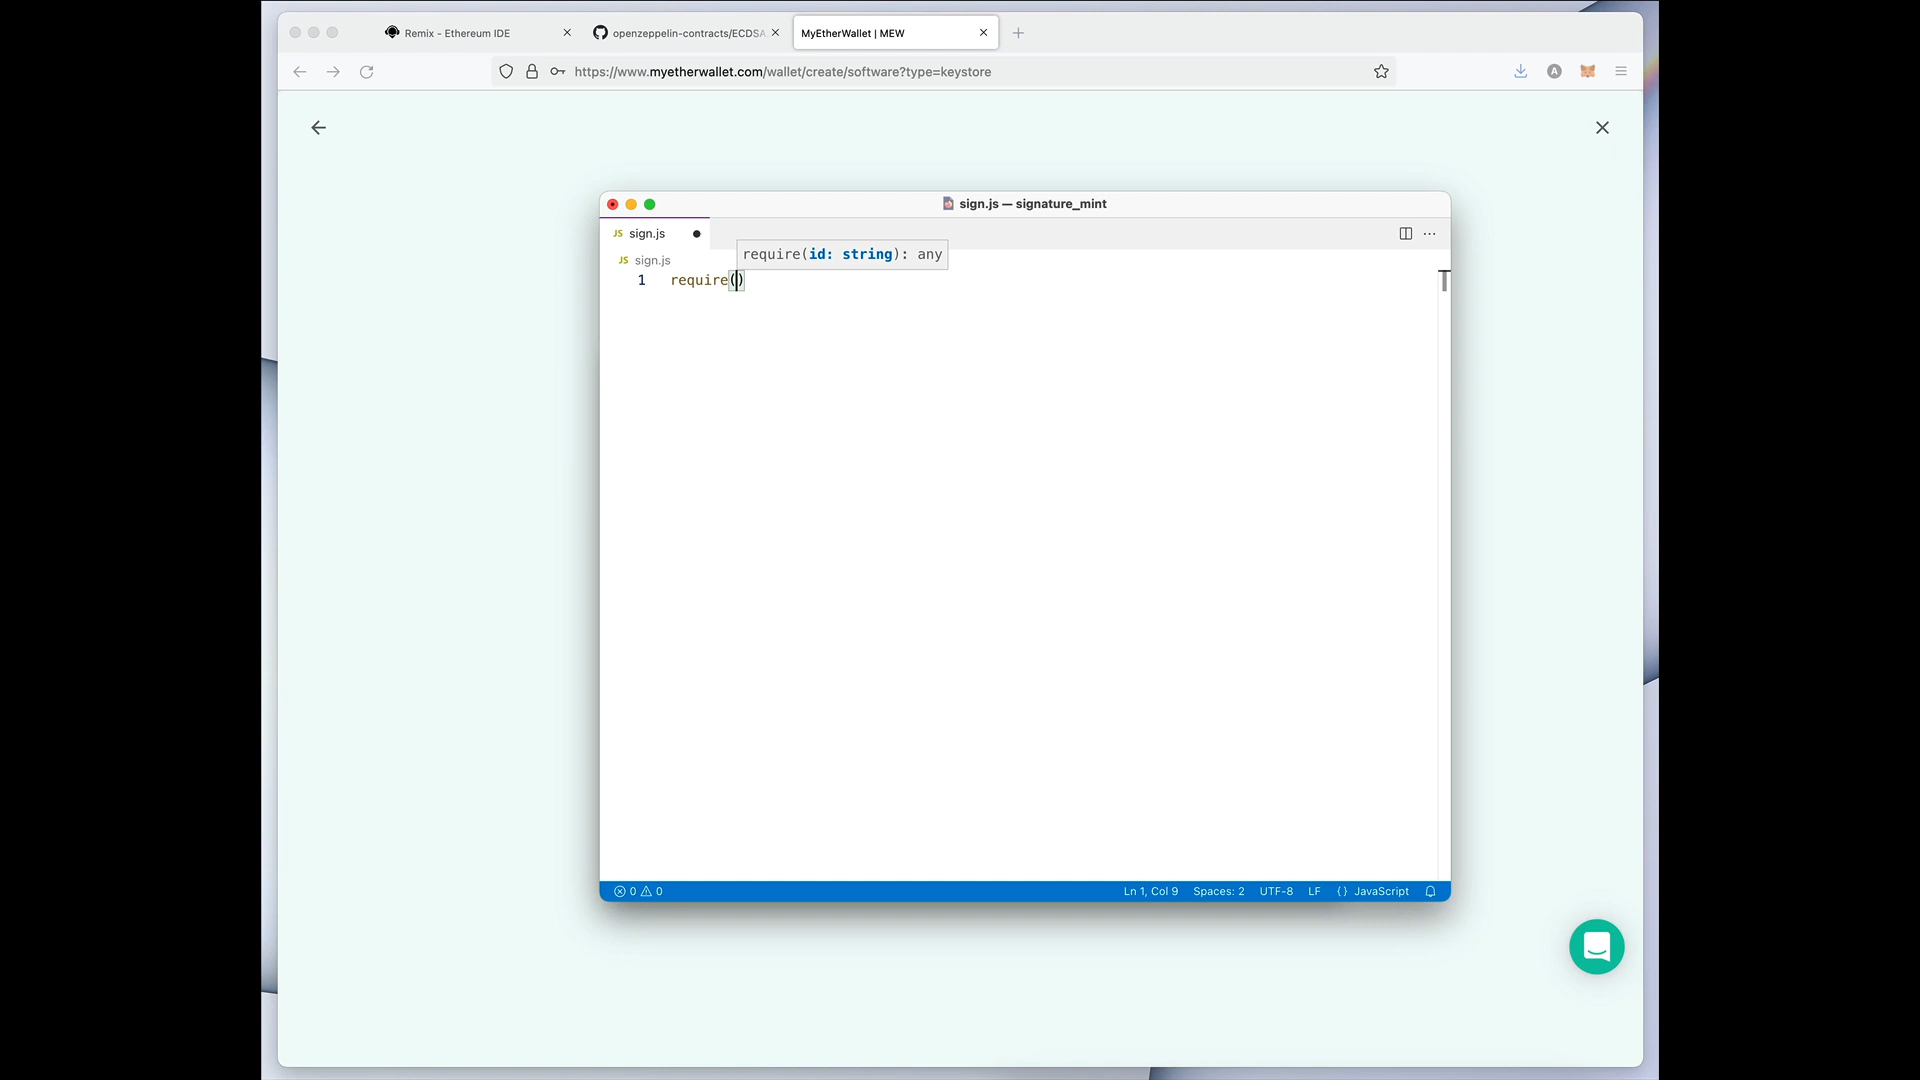 Remix - Ethereum IDE
openzeppelin-contracts/ECDSA
MyEtherWallet | MEW
https://www.myetherwallet.com/wallet/create/software?type=keystore
A
sign.js — signature_mint
JS sign.js
require(id: string): any
JS sign.js
1 require()
0 0
Ln 1, Col 9 Spaces: 2 UTF-8 LF {} JavaScript